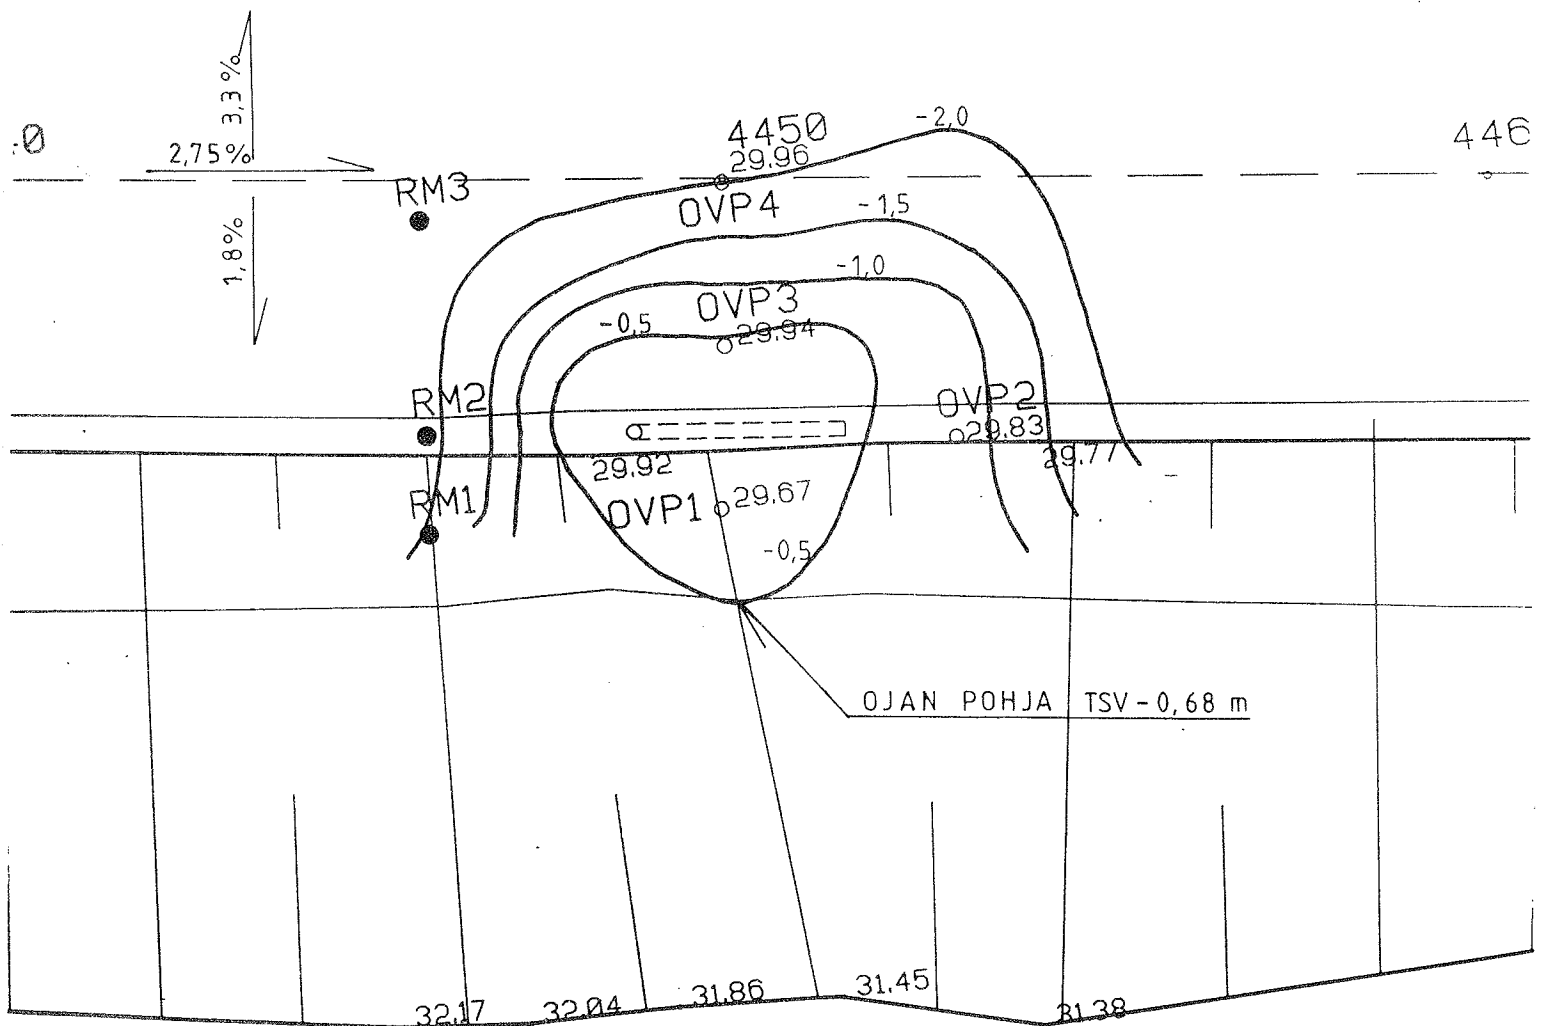 3,3%
.0
2,75%
1,8%
4450
29.96
-2,0
446
RM3
OVP4
-1,5
-1,0
OVP3
-0,5
29.94
RM2
OVP2
29.83
29.77
29.92
RM1
OVP1
29.67
-0,5
OJAN POHJA TSV-0,68 m
32.17
32.04
31.86
31.45
31.38